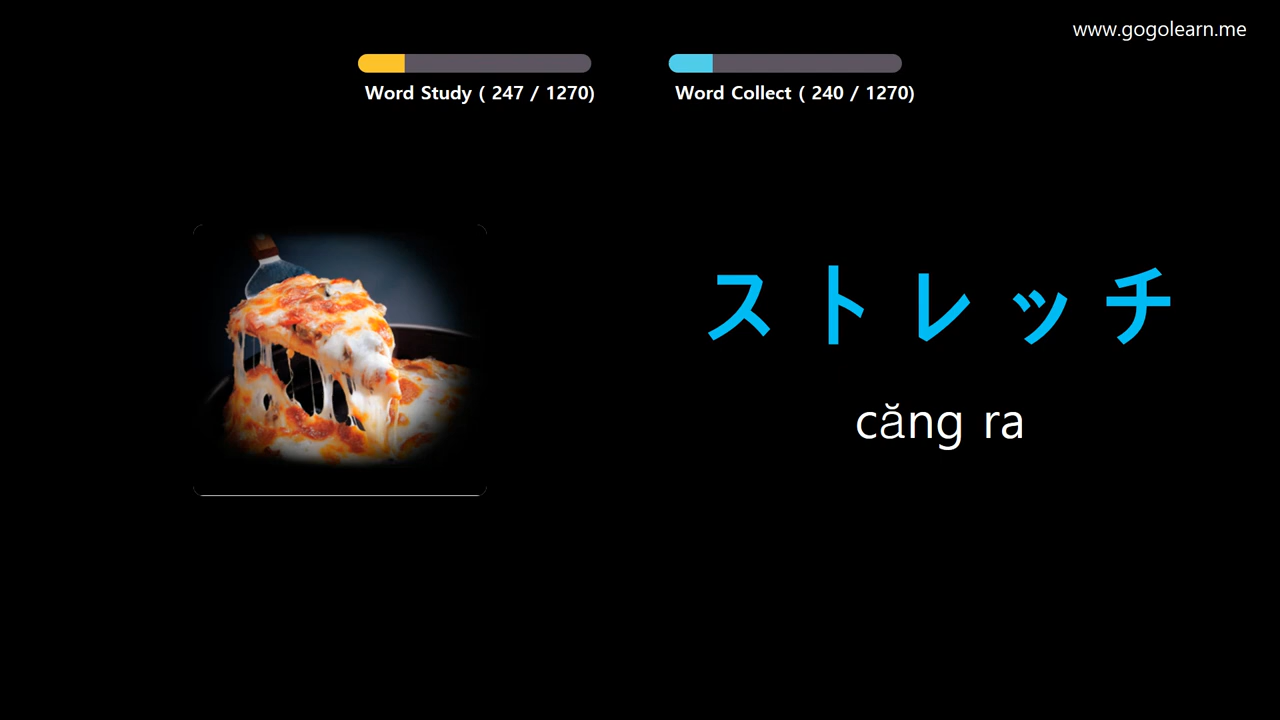 www.gogolearn.me
Word Study ( 247 / 1270)
Word Collect ( 240 / 1270)
ストレッチ
căng ra